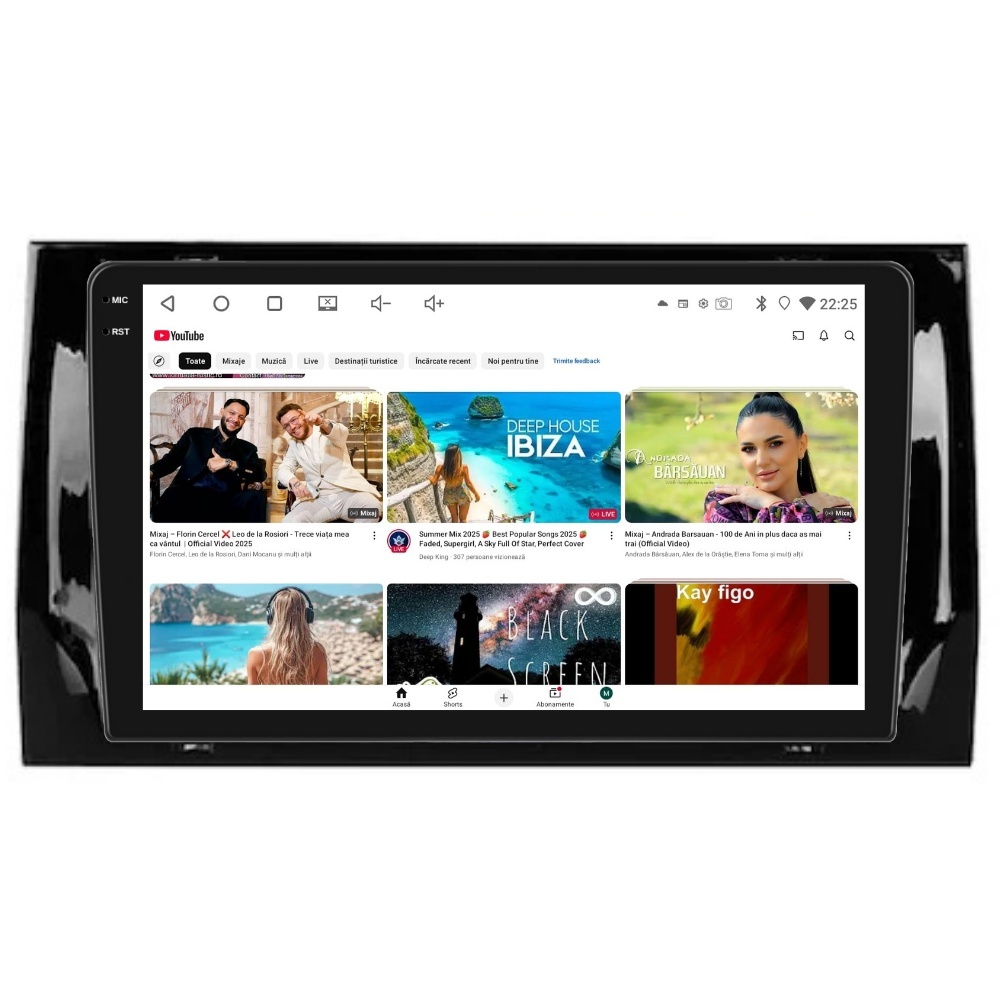 MIC
RST
22:25
YouTube
Toate Mixaje Muzică Live Destinații turistice Încărcate recent Noi pentru tine Trimite feedback
Mixaj
DEEP HOUSE
IBIZA
LIVE
ANDRADA
BÂRSĂUAN
Mixaj
Mixaj – Florin Cercel ❌ Leo de la Rosiori - Trece viața mea
ca vântul | Official Video 2025
Florin Cercel, Leo de la Rosiori, Dani Mocanu și mulți alții
LIVE
Summer Mix 2025 🍓 Best Popular Songs 2025 🍓
Faded, Supergirl, A Sky Full Of Star, Perfect Cover
Deep King · 307 persoane vizionează
Mixaj – Andrada Barsauan - 100 de Ani in plus daca as mai
trai (Official Video)
Andrada Bârsăuan, Alex de la Orăștie, Elena Toma și mulți alții
BLACK
SCREEN
Kay figo
Acasă Shorts Abonamente M Tu